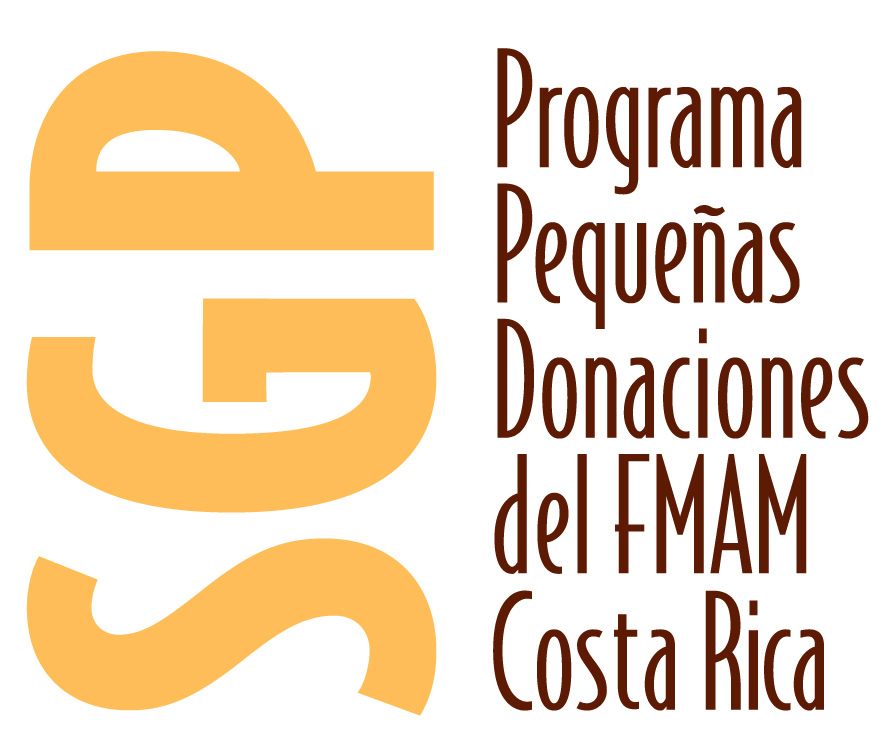 SGP
Programa
Pequeñas
Donaciones
del FMAM
Costa Rica